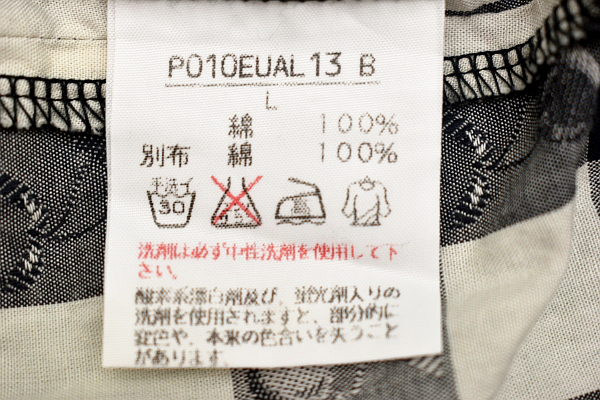 P010EUAL13 B
L
綿 100%
別布 綿 100%
手洗イ
30
洗剤は必ず中性洗剤を使用して下
さい。
酸素系漂白剤及び、蛍光剤入りの
洗剤を使用されますと、部分的に
変色や、本来の色合いを失うこと
があります。